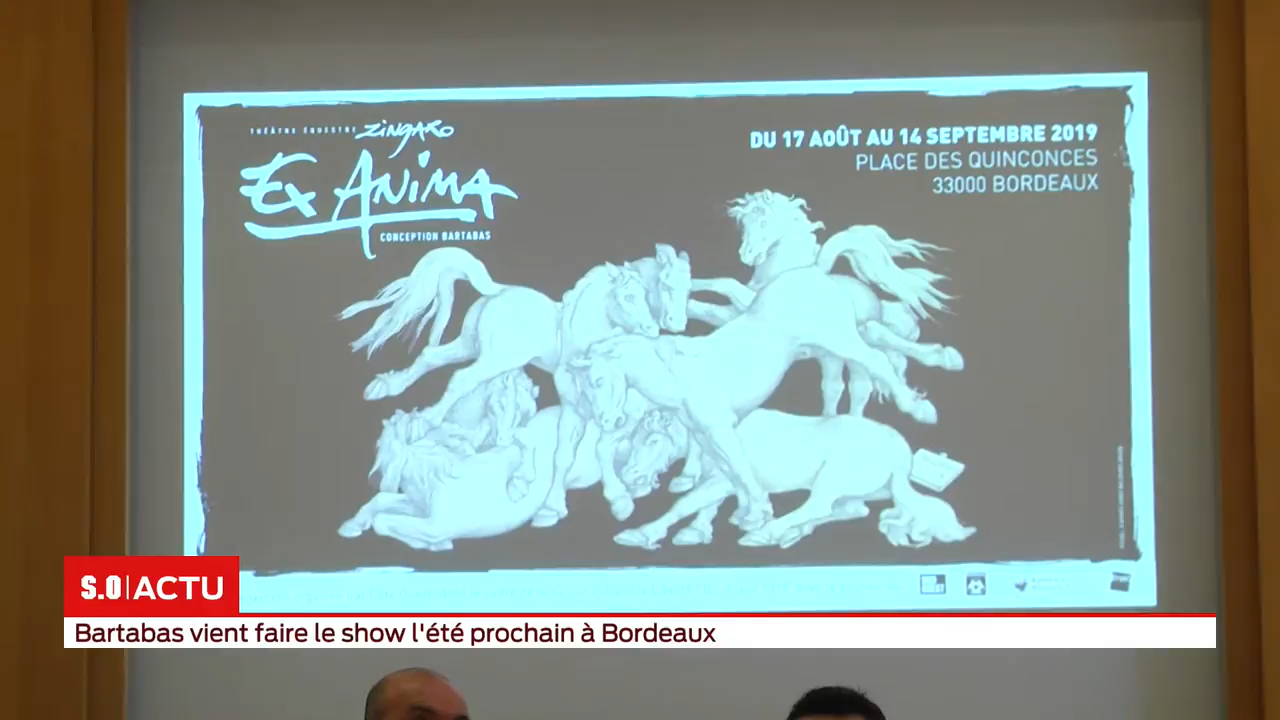 THÉÂTRE ÉQUESTRE ZINGARO
EX ANIMA
CONCEPTION BARTABAS
DU 17 AOÛT AU 14 SEPTEMBRE 2019
PLACE DES QUINCONCES
33000 BORDEAUX
S.O|ACTU
Bartabas vient faire le show l'été prochain à Bordeaux